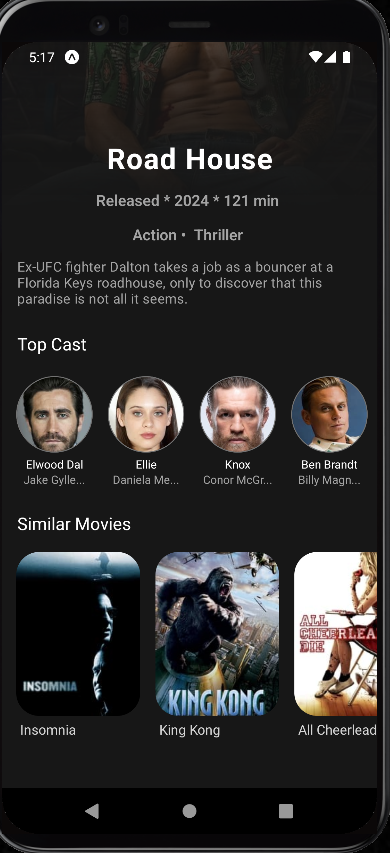 5:17
Road House
Released * 2024 * 121 min
Action • Thriller
Ex-UFC fighter Dalton takes a job as a bouncer at a
Florida Keys roadhouse, only to discover that this
paradise is not all it seems.
Top Cast
Elwood Dal Ellie Knox Ben Brandt
Jake Gylle... Daniela Me... Conor McGr... Billy Magn...
Similar Movies
INSOMNIA
KING KONG
ALL
CHEERLEA
DIE
Insomnia King Kong All Cheerlead